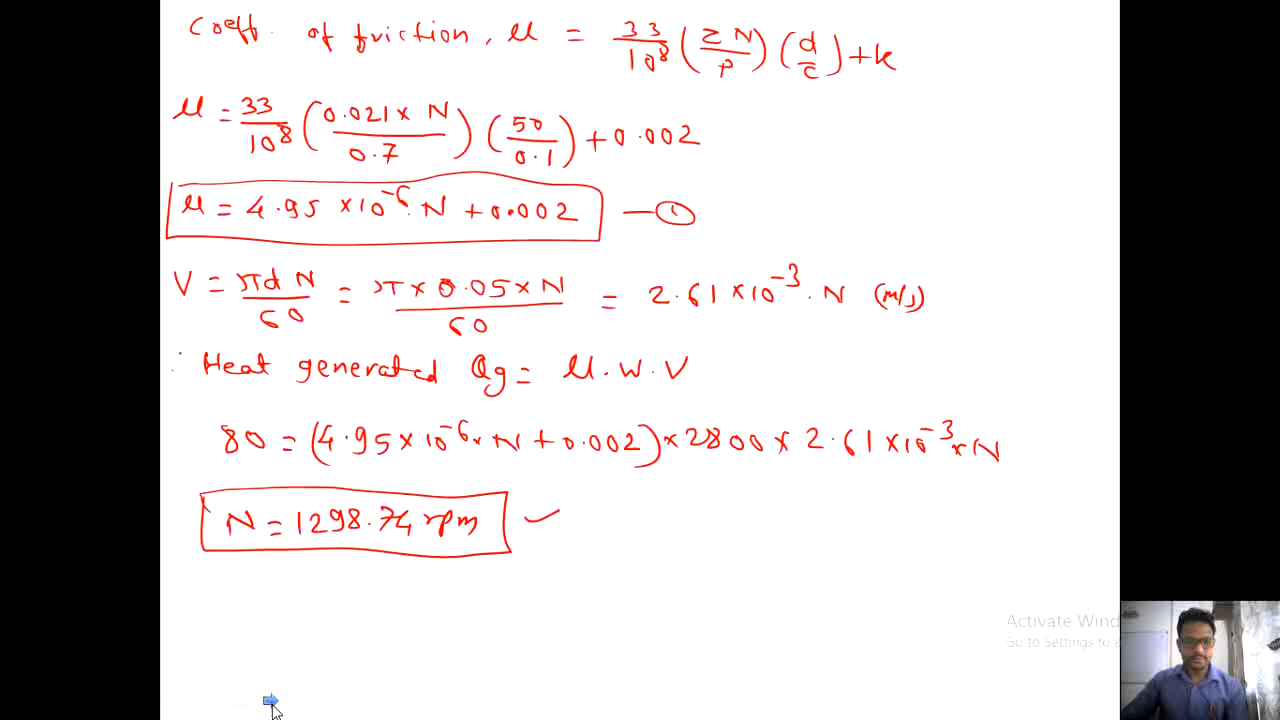 Coeff. of friction, μ = 33/10⁸ (ZN/P) (d/c) + k
μ = 33/10⁸ (0.021 × N / 0.7) (50/0.1) + 0.002
μ = 4.95 × 10⁻⁶. N + 0.002 — ①
V = πdN/60 = π × 0.05 × N / 60 = 2.61 × 10⁻³ . N (m/s)
∴ Heat generated Qg = μ . W . V
80 = (4.95 × 10⁻⁶ × N + 0.002) × 2800 × 2.61 × 10⁻³ × N
N = 1298.74 rpm ✓
Activate Wind
Go to Settings to a